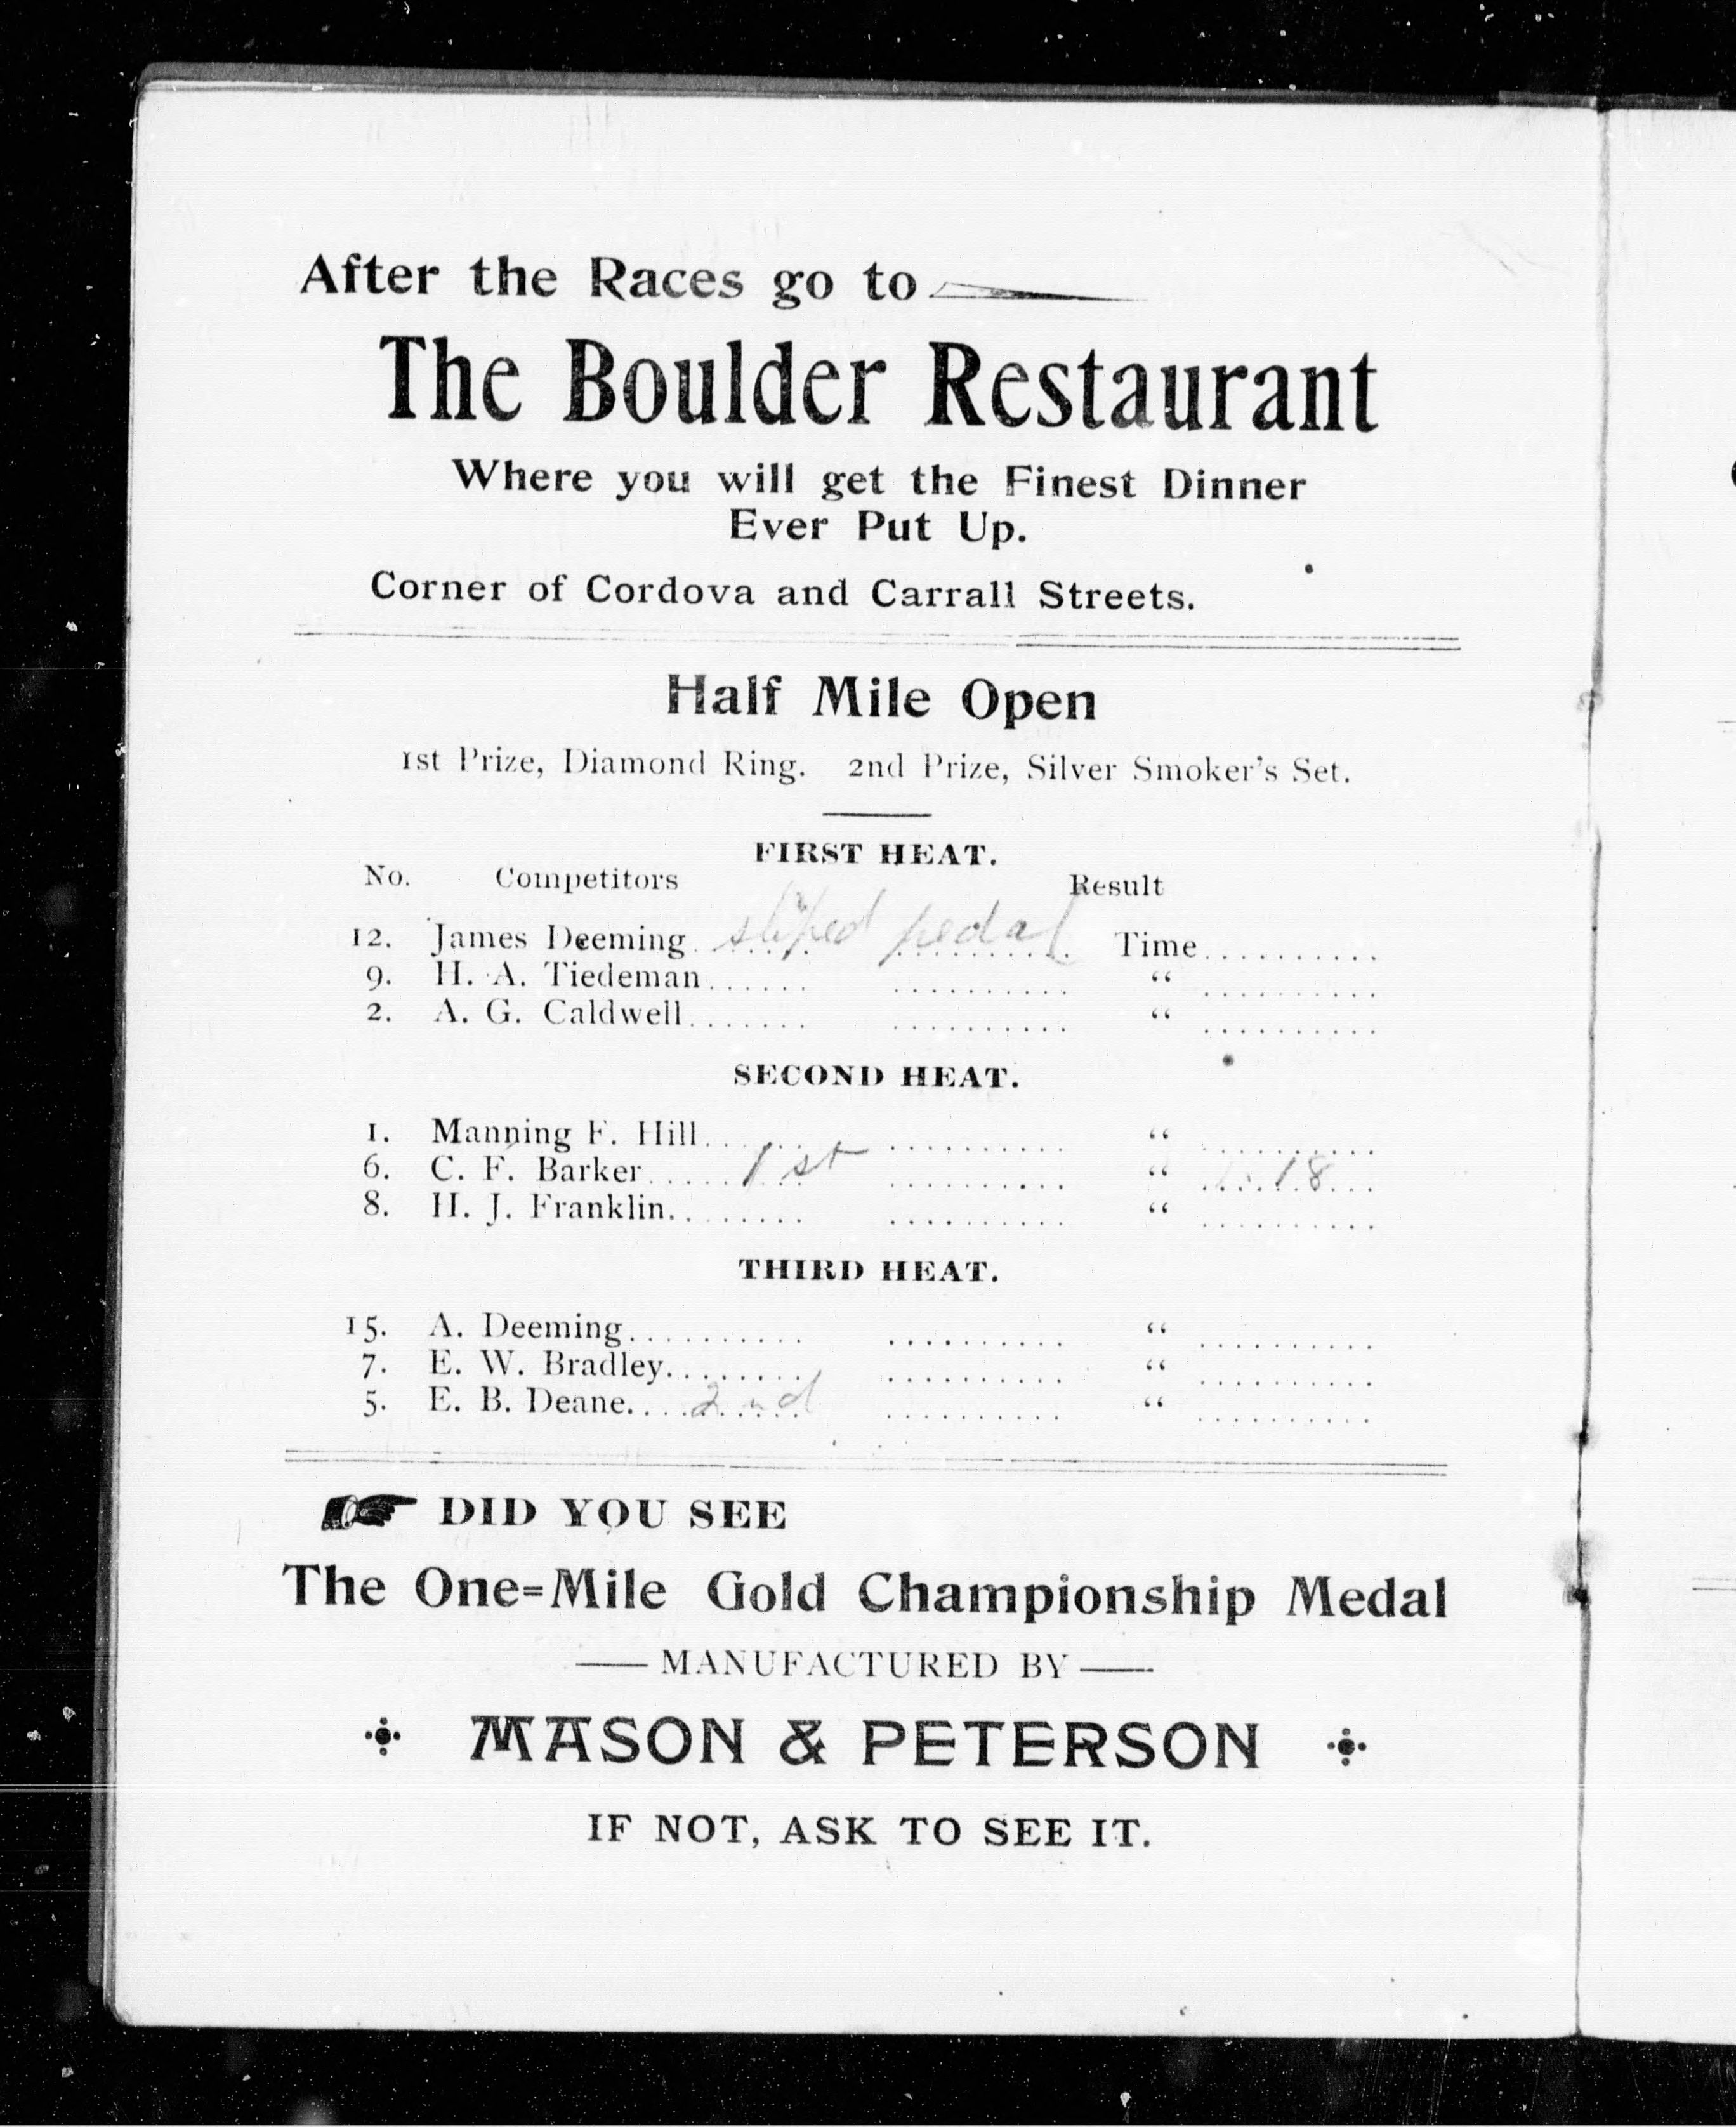 After the Races go to
The Boulder Restaurant
Where you will get the Finest Dinner
Ever Put Up.
Corner of Cordova and Carrall Streets.
Half Mile Open
1st Prize, Diamond Ring. 2nd Prize, Silver Smoker's Set.
FIRST HEAT.
No. Competitors Result
12. James Deeming. sliped pedal Time
9. H. A. Tiedeman "
2. A. G. Caldwell "
SECOND HEAT.
1. Manning F. Hill "
6. C. F. Barker 1st " 18
8. H. J. Franklin "
THIRD HEAT.
15. A. Deeming "
7. E. W. Bradley "
5. E. B. Deane 2nd "
DID YOU SEE
The One=Mile Gold Championship Medal
MANUFACTURED BY
MASON & PETERSON
IF NOT, ASK TO SEE IT.